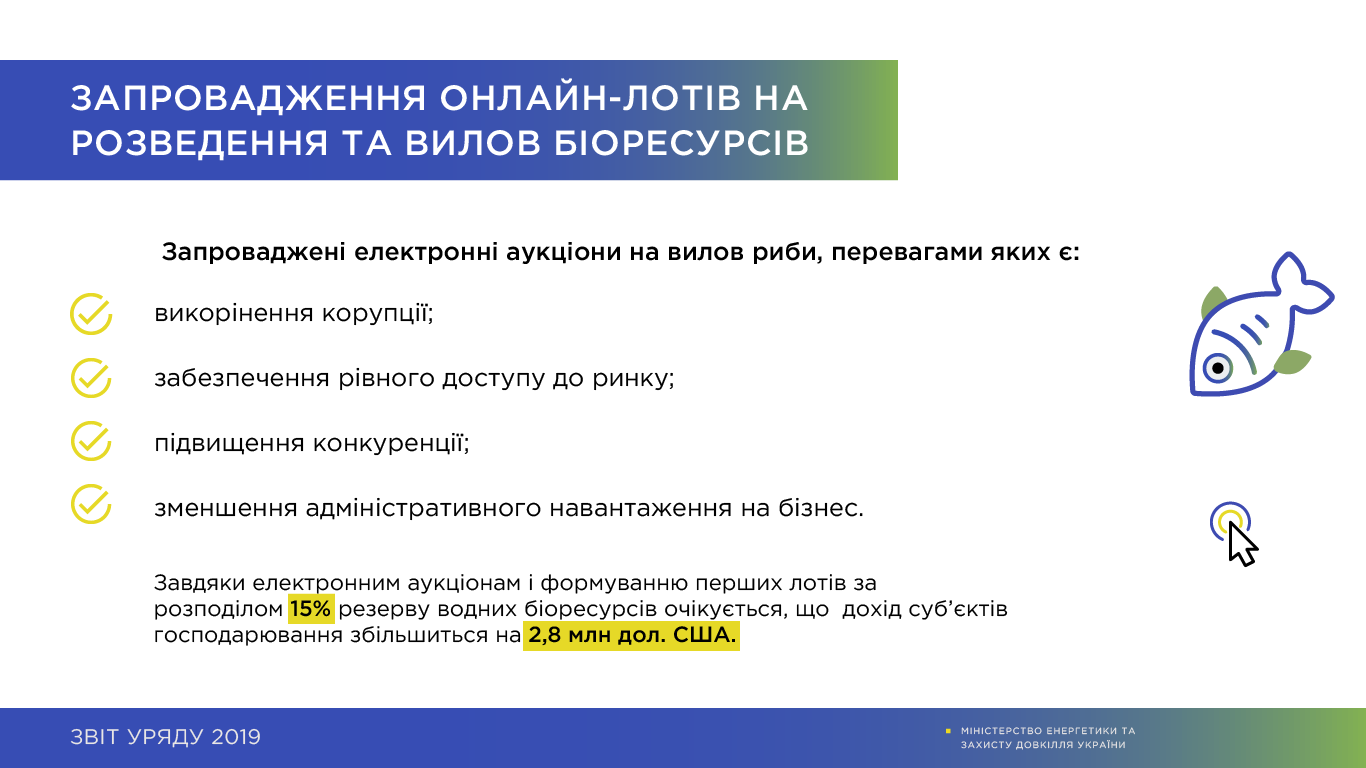 ЗАПРОВАДЖЕННЯ ОНЛАЙН-ЛОТІВ НА
РОЗВЕДЕННЯ ТА ВИЛОВ БІОРЕСУРСІВ
Запроваджені електронні аукціони на вилов риби, перевагами яких є:
викорінення корупції;
забезпечення рівного доступу до ринку;
підвищення конкуренції;
зменшення адміністративного навантаження на бізнес.
Завдяки електронним аукціонам і формуванню перших лотів за
розподілом 15% резерву водних біоресурсів очікується, що дохід суб’єктів
господарювання збільшиться на 2,8 млн дол. США.
ЗВІТ УРЯДУ 2019
МІНІСТЕРСТВО ЕНЕРГЕТИКИ ТА
ЗАХИСТУ ДОВКІЛЛЯ УКРАЇНИ